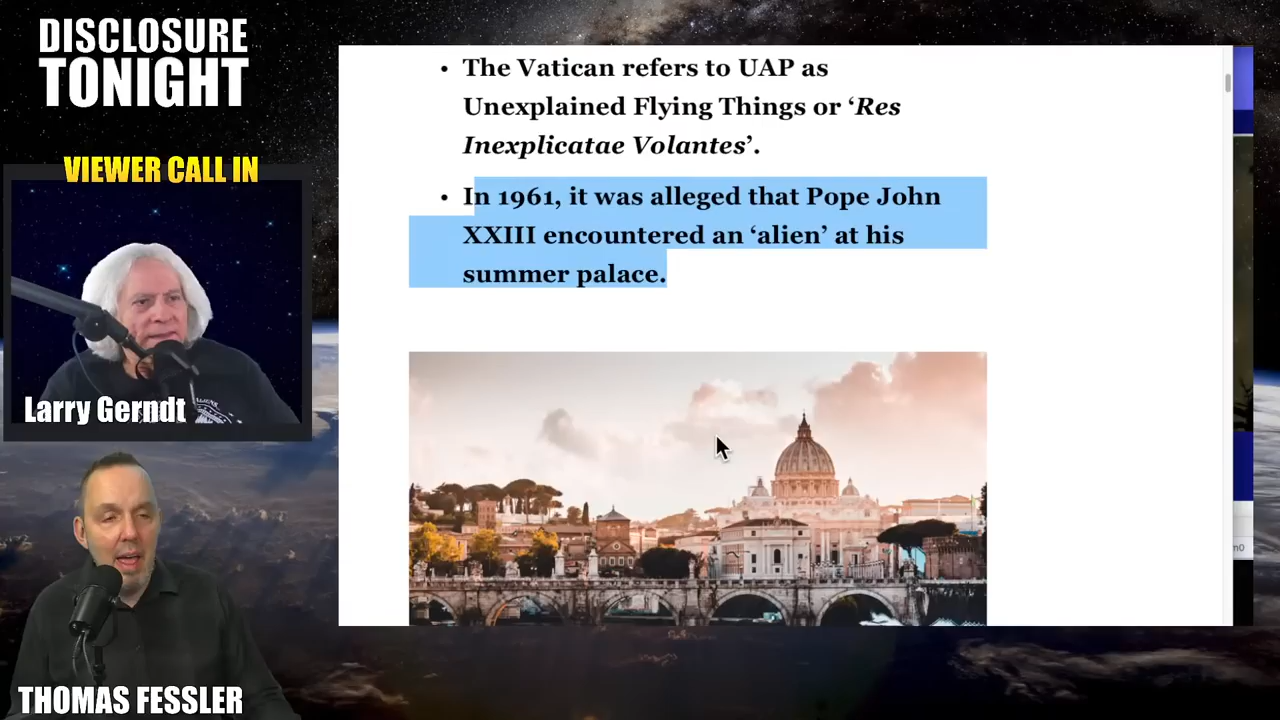 DISCLOSURE
TONIGHT
VIEWER CALL IN
Larry Gerndt
THOMAS FESSLER
• The Vatican refers to UAP as
Unexplained Flying Things or ‘Res
Inexplicatae Volantes’.
• In 1961, it was alleged that Pope John
XXIII encountered an ‘alien’ at his
summer palace.